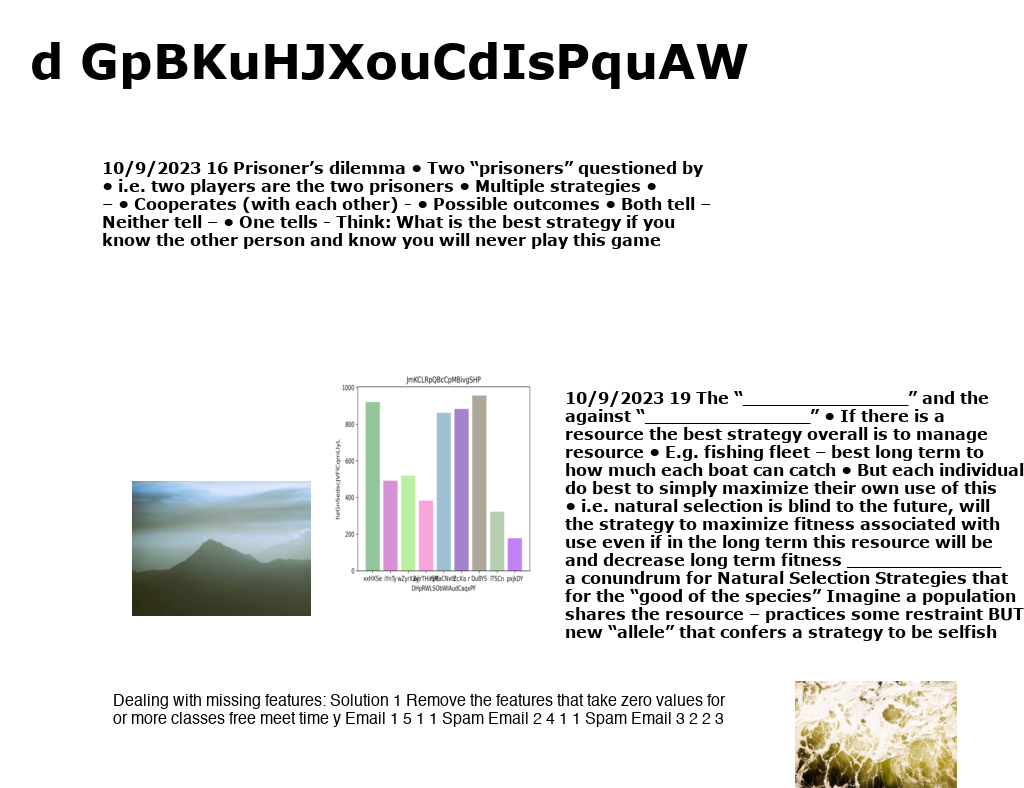 d GpBKuHJXouCdIsPquAW
10/9/2023 16 Prisoner’s dilemma ● Two “prisoners” questioned by
● i.e. two players are the two prisoners ● Multiple strategies ●
– ● Cooperates (with each other) - ● Possible outcomes ● Both tell –
Neither tell – ● One tells - Think: What is the best strategy if you
know the other person and know you will never play this game
JmKCLRpQBcCpMBivgSHP
1000
800
600
400
200
0
xxHXSe
DuBYS
ITSCn
pxjkDY
10/9/2023 19 The “________________” and the
against “________________” ● If there is a
resource the best strategy overall is to manage
resource ● E.g. fishing fleet – best long term to
how much each boat can catch ● But each individual
do best to simply maximize their own use of this
● i.e. natural selection is blind to the future, will
the strategy to maximize fitness associated with
use even if in the long term this resource will be
and decrease long term fitness _______________
a conundrum for Natural Selection Strategies that
for the “good of the species” Imagine a population
shares the resource – practices some restraint BUT
new “allele” that confers a strategy to be selfish
Dealing with missing features: Solution 1 Remove the features that take zero values for
or more classes free meet time y Email 1 5 1 1 Spam Email 2 4 1 1 Spam Email 3 2 2 3